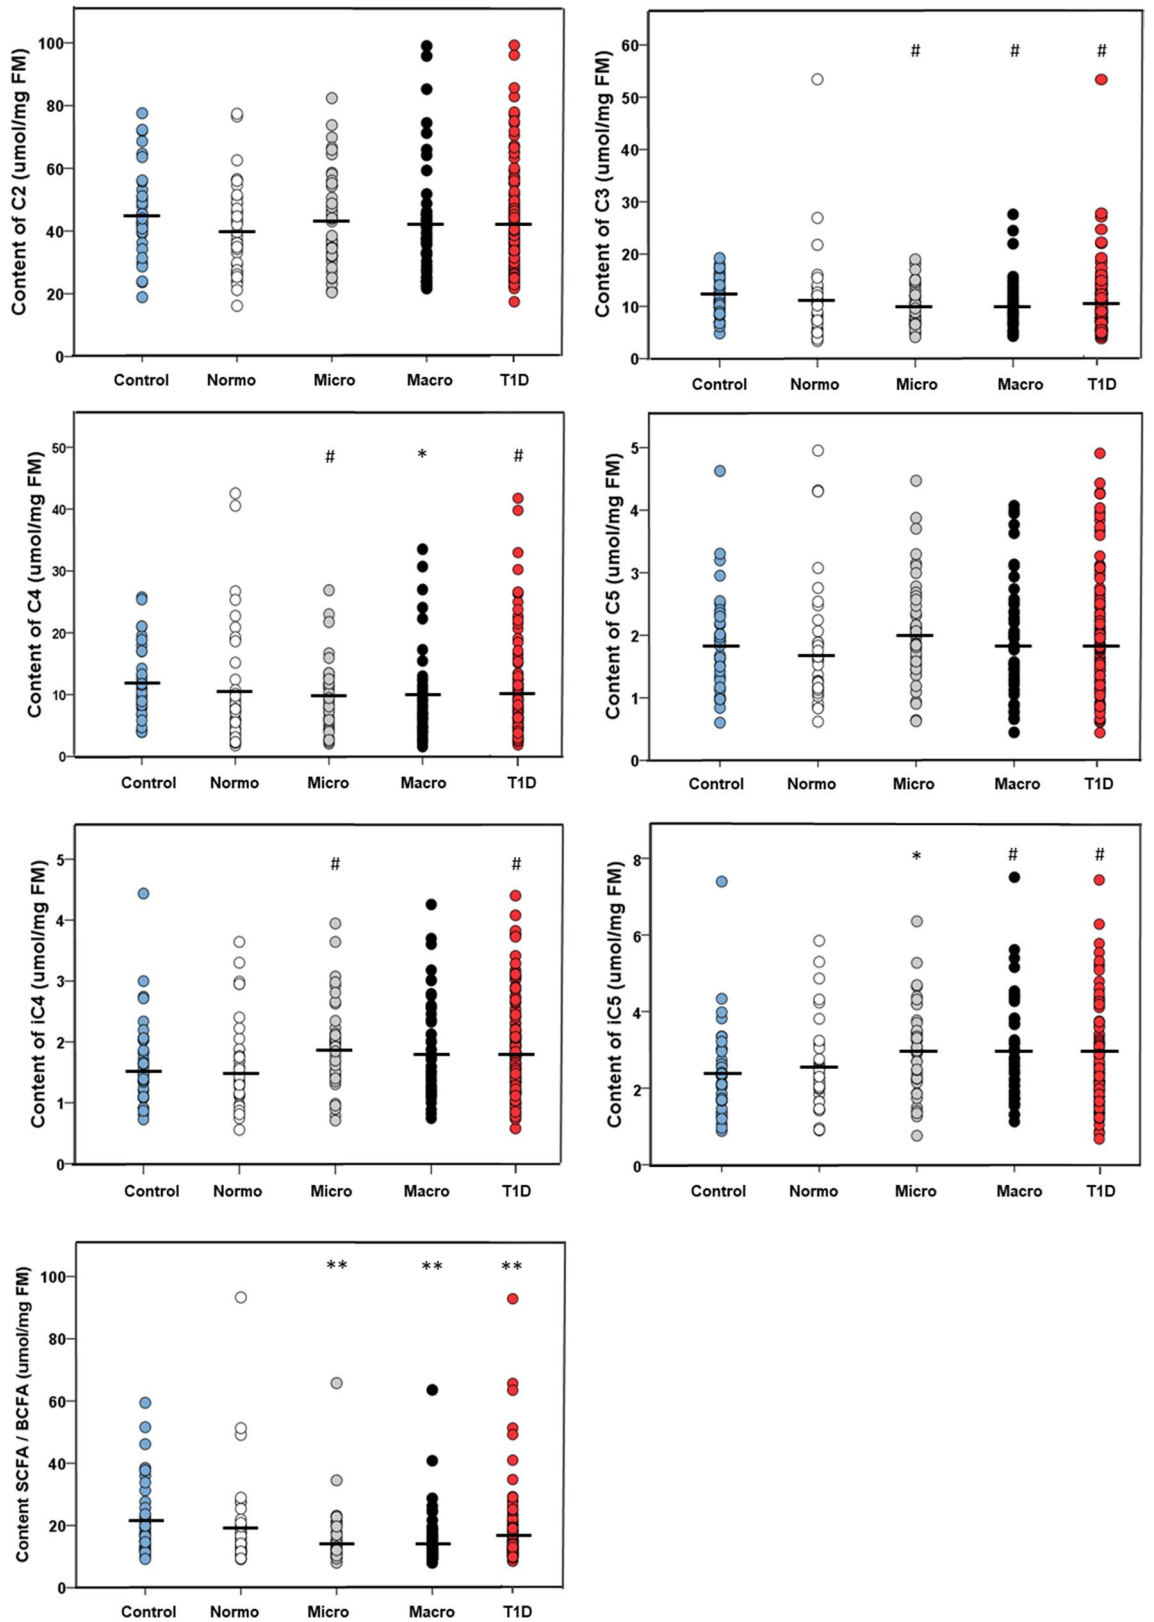 Content of C2 (umol/mg FM)
100
80
60
40
20
0
Control Normo Micro Macro T1D
Content of C3 (umol/mg FM)
# # #
60
50
40
30
20
10
0
Control Normo Micro Macro T1D
Content of C4 (umol/mg FM)
# * #
50
40
30
20
10
0
Control Normo Micro Macro T1D
Content of C5 (umol/mg FM)
5
4
3
2
1
0
Control Normo Micro Macro T1D
Content of iC4 (umol/mg FM)
# #
5
4
3
2
1
0
Control Normo Micro Macro T1D
Content of iC5 (umol/mg FM)
* # #
8
6
4
2
0
Control Normo Micro Macro T1D
Content SCFA / BCFA (umol/mg FM)
** ** **
100
80
60
40
20
0
Control Normo Micro Macro T1D